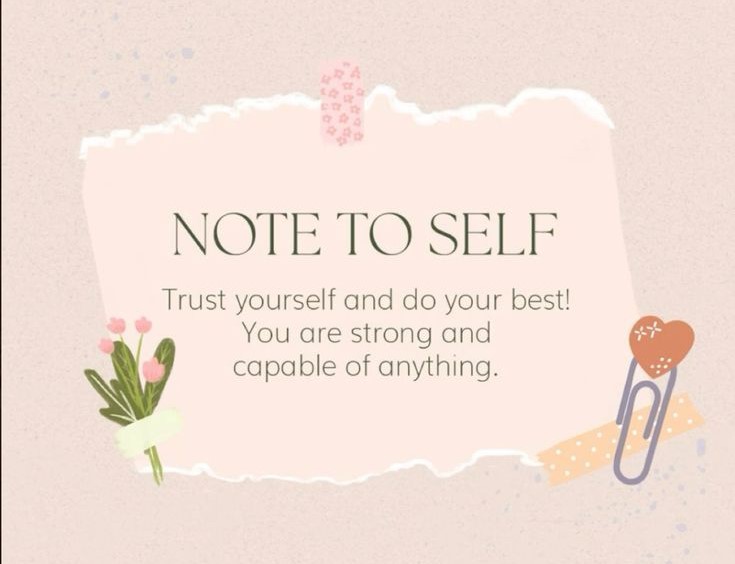 NOTE TO SELF
Trust yourself and do your best!
You are strong and
capable of anything.